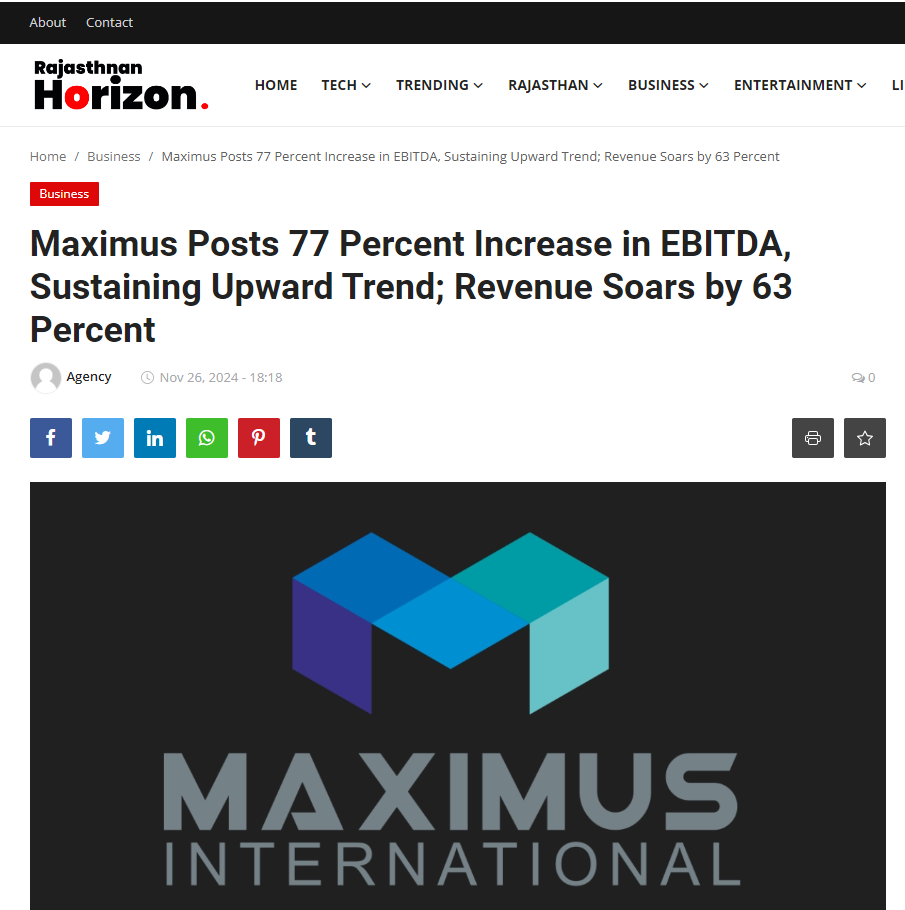 About Contact
Rajasthnan
Horizon.
HOME TECH TRENDING RAJASTHAN BUSINESS ENTERTAINMENT LI
Home / Business / Maximus Posts 77 Percent Increase in EBITDA, Sustaining Upward Trend; Revenue Soars by 63 Percent
Business
Maximus Posts 77 Percent Increase in EBITDA,
Sustaining Upward Trend; Revenue Soars by 63
Percent
Agency Nov 26, 2024 - 18:18 0
MAXIMUS
INTERNATIONAL